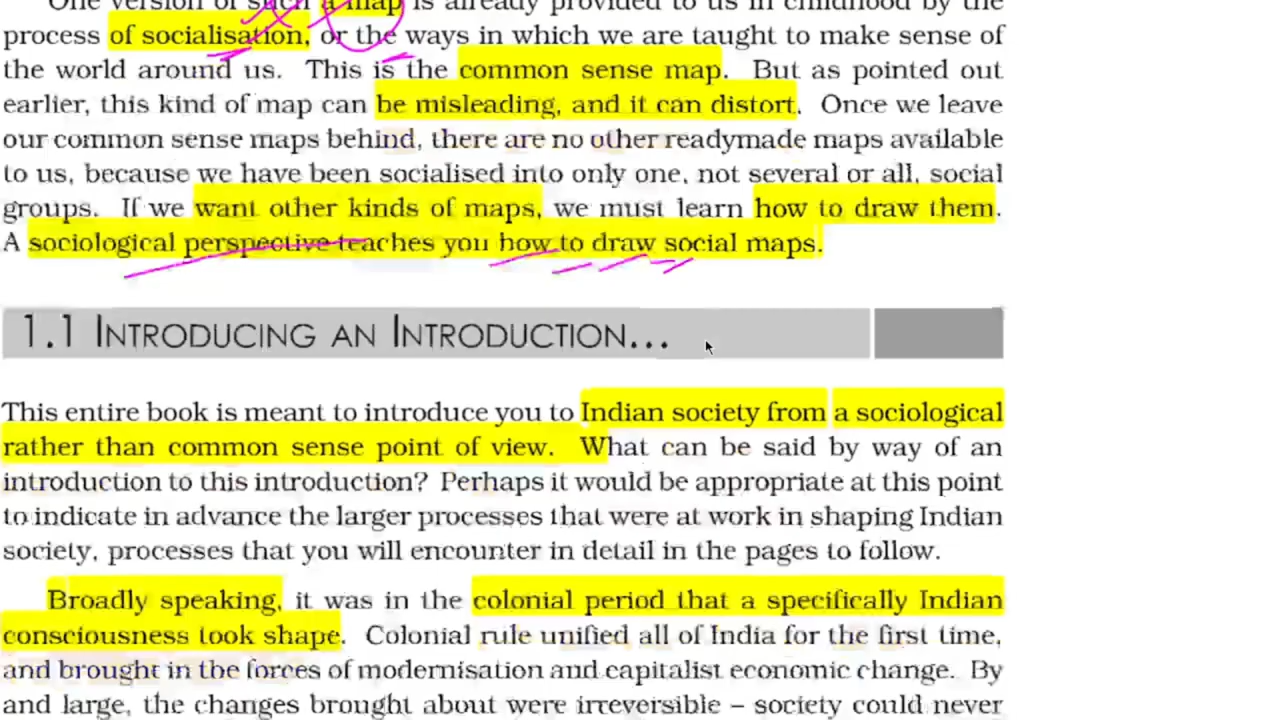 One version of such a map is already provided to us in childhood by the
process of socialisation, or the ways in which we are taught to make sense of
the world around us. This is the common sense map. But as pointed out
earlier, this kind of map can be misleading, and it can distort. Once we leave
our common sense maps behind, there are no other readymade maps available
to us, because we have been socialised into only one, not several or all, social
groups. If we want other kinds of maps, we must learn how to draw them.
A sociological perspective teaches you how to draw social maps.
1.1 INTRODUCING AN INTRODUCTION...
This entire book is meant to introduce you to Indian society from a sociological
rather than common sense point of view. What can be said by way of an
introduction to this introduction? Perhaps it would be appropriate at this point
to indicate in advance the larger processes that were at work in shaping Indian
society, processes that you will encounter in detail in the pages to follow.
Broadly speaking, it was in the colonial period that a specifically Indian
consciousness took shape. Colonial rule unified all of India for the first time,
and brought in the forces of modernisation and capitalist economic change. By
and large, the changes brought about were irreversible – society could never